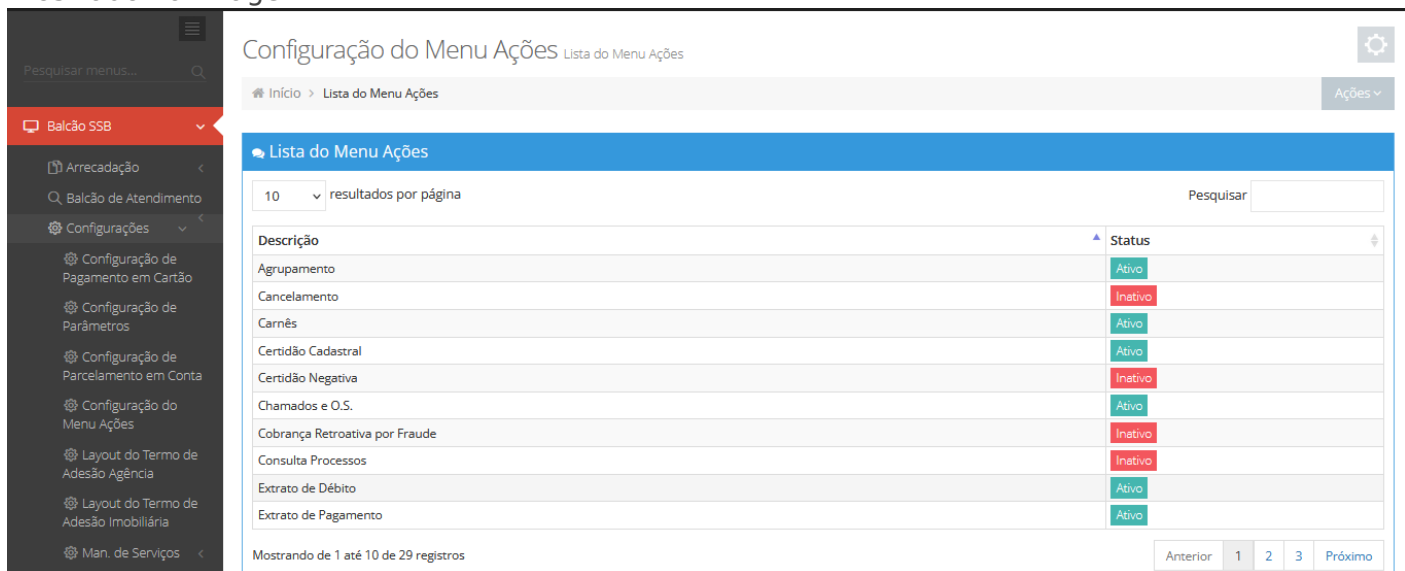 Configuração do Menu Ações Lista do Menu Ações
Pesquisar menus...
Início > Lista do Menu Ações
Ações
Balcão SSB
Arrecadação
Balcão de Atendimento
Configurações
Configuração de
Pagamento em Cartão
Configuração de
Parâmetros
Configuração de
Parcelamento em Conta
Configuração do
Menu Ações
Layout do Termo de
Adesão Agência
Layout do Termo de
Adesão Imobiliária
Man. de Serviços
Lista do Menu Ações
10 resultados por página
Pesquisar
Descrição Status
Agrupamento Ativo
Cancelamento Inativo
Carnês Ativo
Certidão Cadastral Ativo
Certidão Negativa Inativo
Chamados e O.S. Ativo
Cobrança Retroativa por Fraude Inativo
Consulta Processos Inativo
Extrato de Débito Ativo
Extrato de Pagamento Ativo
Mostrando de 1 até 10 de 29 registros
Anterior 1 2 3 Próximo